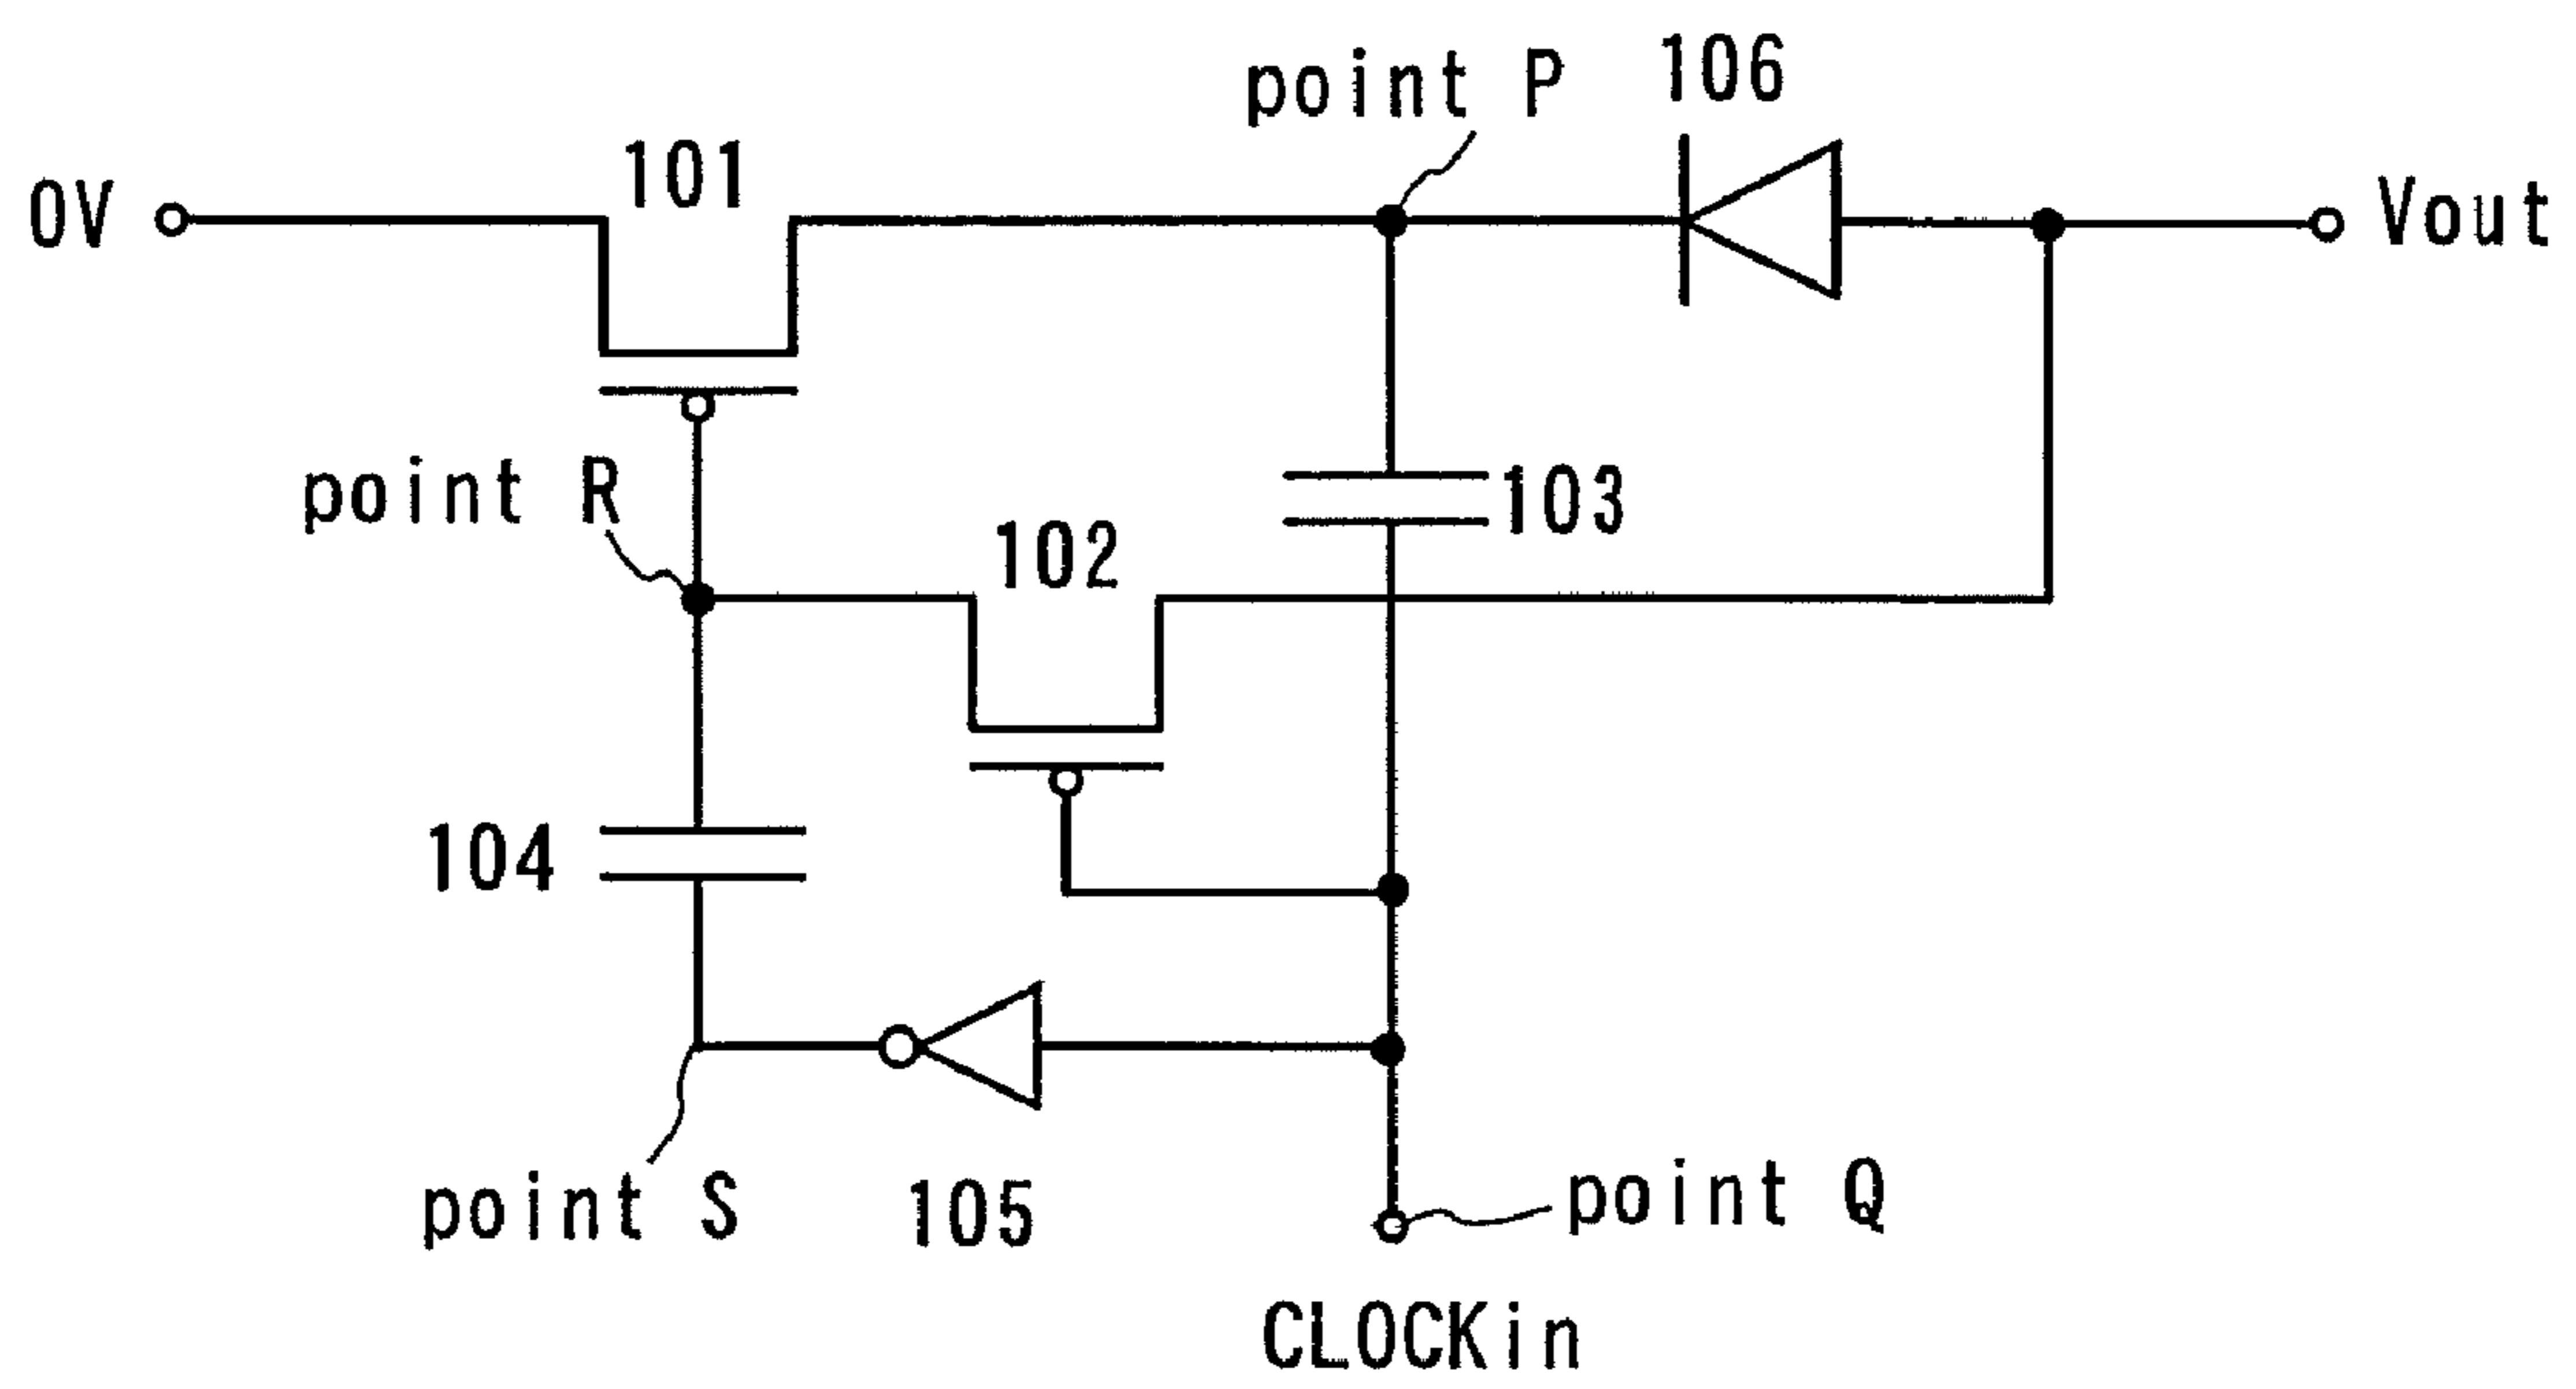 point P
106
101
0V
Vout
point R
103
102
104
point S
105
point Q
CLOCKin